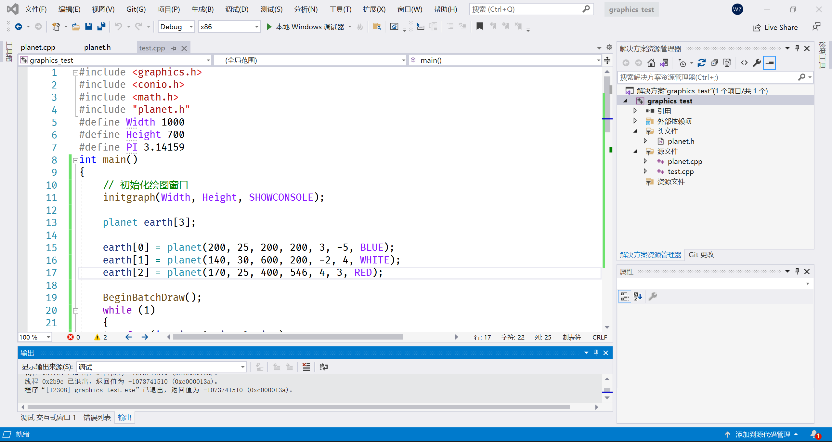 文件(F) 编辑(E) 视图(V) Git(G) 项目(P) 生成(B) 调试(D) 测试(S) 分析(N) 工具(T) 扩展(X) 窗口(W) 帮助(H) 搜索 (Ctrl+Q) graphics test
Debug x86 本地 Windows 调试器 Live Share
planet.cpp planet.h test.cpp
graphics test (全局范围) main()
1 #include <graphics.h>
2 #include <conio.h>
3 #include <math.h>
4 #include "planet.h"
5 #define Width 1000
6 #define Height 700
7 #define PI 3.14159
8 int main()
9 {
10 // 初始化绘图窗口
11 initgraph(Width, Height, SHOWCONSOLE);
12
13 planet earth[3];
14
15 earth[0] = planet(200, 25, 200, 200, 3, -5, BLUE);
16 earth[1] = planet(140, 30, 600, 200, -2, 4, WHITE);
17 earth[2] = planet(170, 25, 400, 546, 4, 3, RED);
18
19 BeginBatchDraw();
20 while (1)
21 {
100 % 0 2 行: 17 字符: 22 列: 25 制表符 CRLF
输出
显示输出来源(S): 调试
线程 0x2b9c 已退出，返回值为 -1073741510 (0xc000013a)。
程序“[12308] graphics test.exe”已退出，返回值为 -1073741510 (0xc000013a)。
调试交互式窗口 1 错误列表 输出
就绪 添加到源代码管理 1
解决方案资源管理器
搜索解决方案资源管理器(Ctrl+;)
解决方案"graphics test"(1 个项目/共 1 个)
graphics test
引用
外部依赖项
头文件
planet.h
源文件
planet.cpp
test.cpp
资源文件
解决方案资源管理器 Git 更改
属性